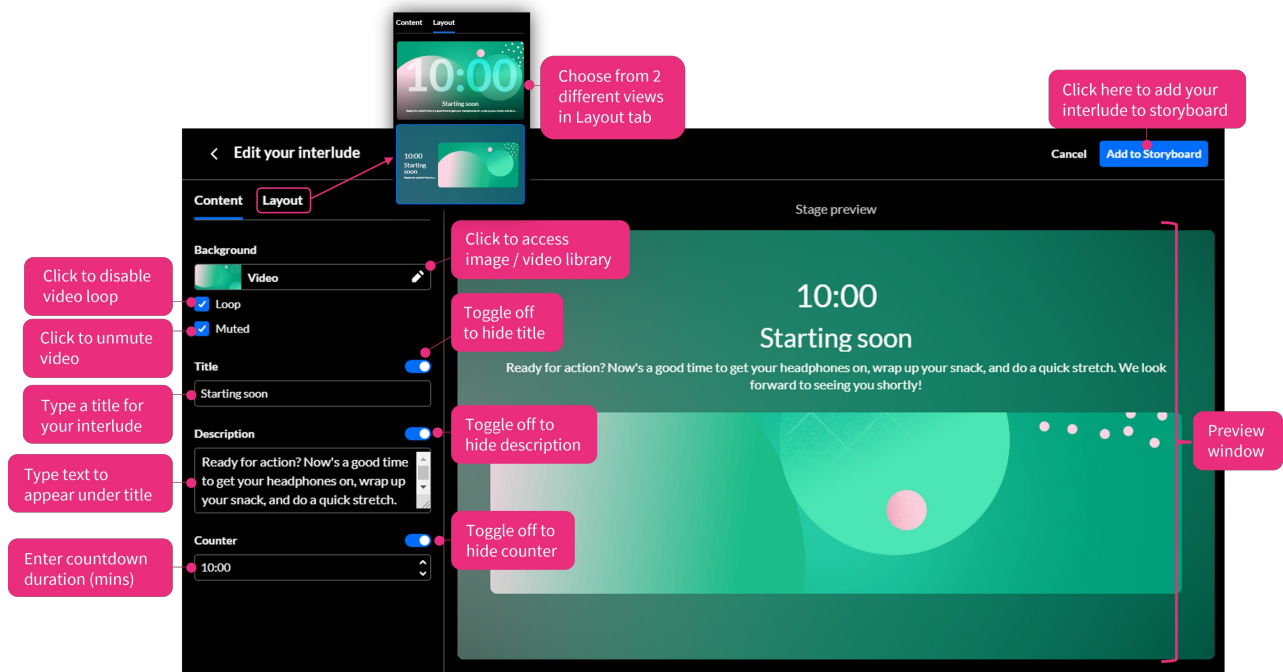 Content Layout
10:00
Starting soon
Choose from 2
different views
in Layout tab
Click here to add your
interlude to storyboard
Edit your interlude
10:00
Starting
soon
Cancel
Add to Storyboard
Content Layout
Stage preview
Background
Video
Click to access
image / video library
Click to disable
video loop
Loop
Click to unmute
video
Muted
Toggle off
to hide title
Title
Type a title for
your interlude
Starting soon
Description
Toggle off to
hide description
Type text to
appear under title
Ready for action? Now's a good time
to get your headphones on, wrap up
your snack, and do a quick stretch.
Counter
Toggle off to
hide counter
Enter countdown
duration (mins)
10:00
10:00
Starting soon
Ready for action? Now's a good time to get your headphones on, wrap up your snack, and do a quick stretch. We look
forward to seeing you shortly!
Preview
window